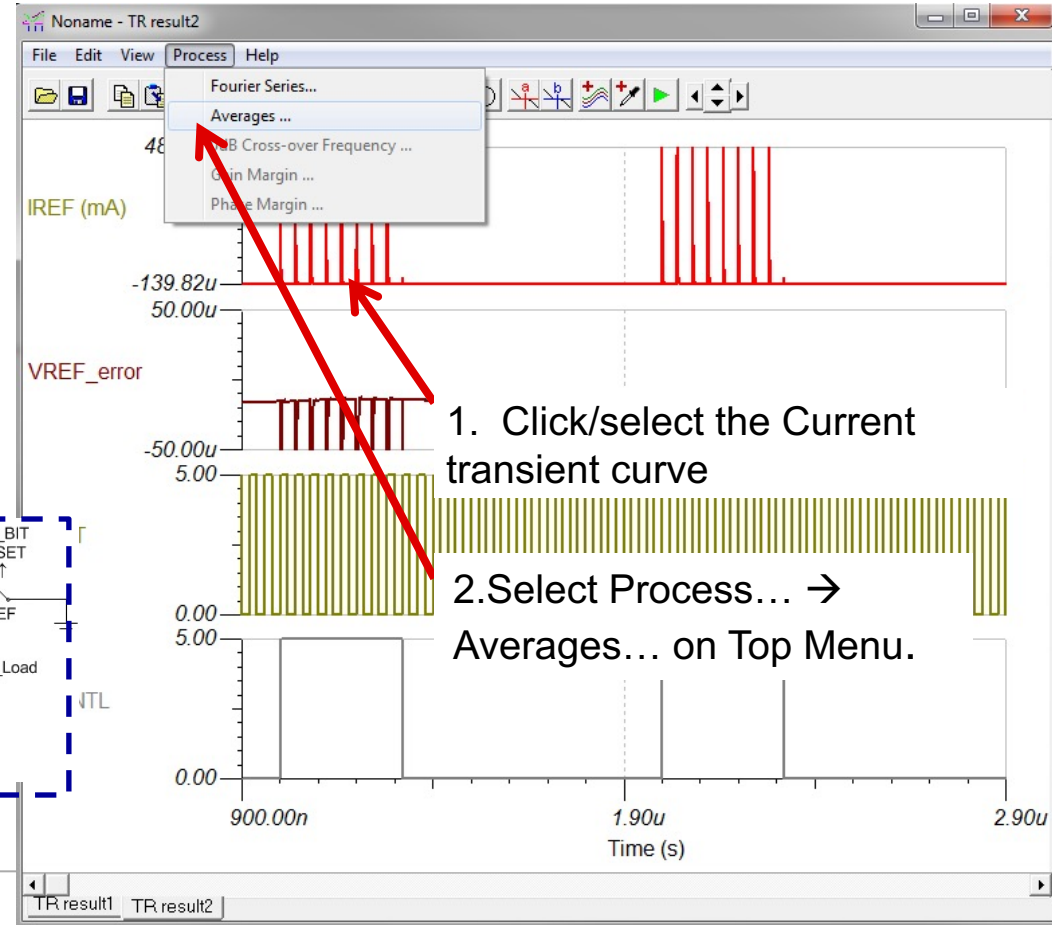 Noname - TR result2
File Edit View Process Help
Fourier Series...
Averages ...
Cross-over Frequency ...
Gain Margin ...
Phase Margin ...
48
IREF (mA)
-139.82u
50.00u
VREF_error
-50.00u
5.00
T
0.00
5.00
NTL
0.00
900.00n
1.90u
2.90u
Time (s)
1. Click/select the Current
transient curve
2.Select Process… →
Averages… on Top Menu.
_BIT
SET
EF
_Load
a
b
TR result1
TR result2